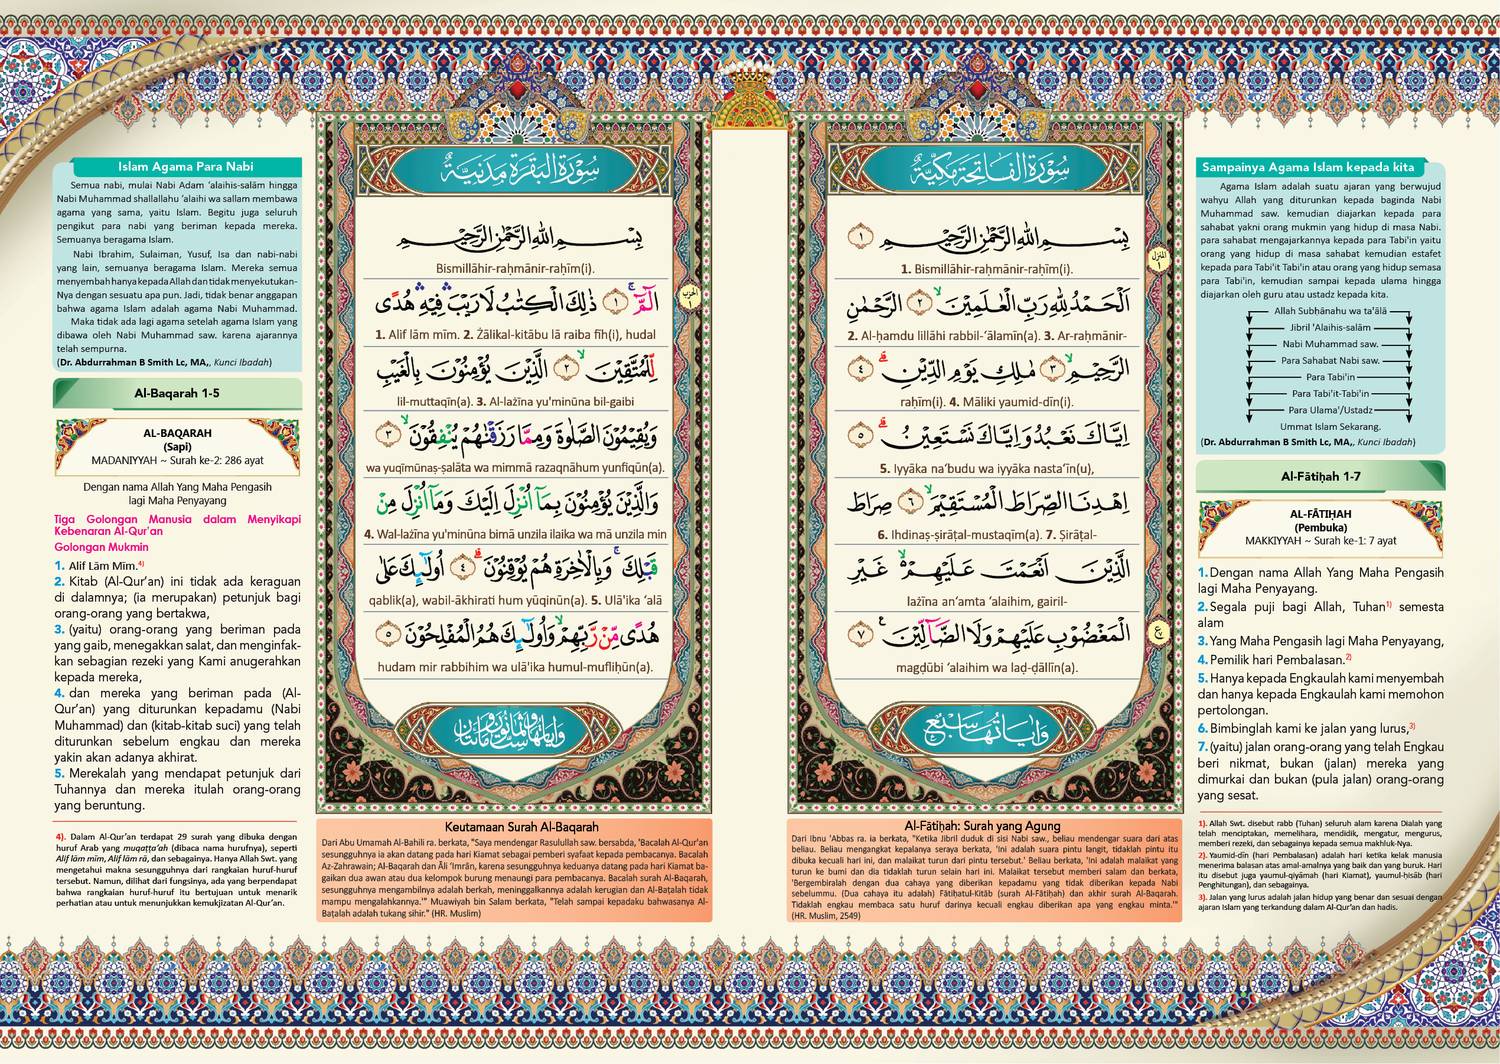 Sampainya Agama Islam kepada kita
Agama Islam adalah suatu ajaran yang berwujud
wahyu Allah yang diturunkan kepada baginda Nabi
Muhammad saw. kemudian diajarkan kepada para
sahabat yakni orang mukmin yang hidup di masa Nabi.
para sahabat mengajarkannya kepada para Tabi'in yaitu
orang yang hidup di masa sahabat kemudian estafet
kepada para Tabi'it Tabi'in atau orang yang hidup semasa
para Tabi'in, kemudian sampai kepada ulama hingga
diajarkan oleh guru atau ustadz kepada kita.
Allah Subḥānahu wa ta'ālā
Jibril 'Alaihis-salām
Nabi Muhammad saw.
Para Sahabat Nabi saw.
Para Tabi'in
Para Tabi'it-Tabi'in
Para Ulama'/Ustadz
Ummat Islam Sekarang.
(Dr. Abdurrahman B Smith Lc, MA,, Kunci Ibadah)
Al-Fātiḥah 1-7
AL-FĀTIḤAH
(Pembuka)
MAKKIYYAH ~ Surah ke-1: 7 ayat
1. Dengan nama Allah Yang Maha Pengasih
lagi Maha Penyayang.
2. Segala puji bagi Allah, Tuhan1) semesta
alam
3. Yang Maha Pengasih lagi Maha Penyayang,
4. Pemilik hari Pembalasan.2)
5. Hanya kepada Engkaulah kami menyembah
dan hanya kepada Engkaulah kami memohon
pertolongan.
6. Bimbinglah kami ke jalan yang lurus,3)
7. (yaitu) jalan orang-orang yang telah Engkau
beri nikmat, bukan (jalan) mereka yang
dimurkai dan bukan (pula jalan) orang-orang
yang sesat.
1). Allah Swt. disebut rabb (Tuhan) seluruh alam karena Dialah yang
telah menciptakan, memelihara, mendidik, mengatur, mengurus,
memberi rezeki, dan sebagainya kepada semua makhluk-Nya.
2). Yaumid-dīn (hari Pembalasan) adalah hari ketika kelak manusia
menerima balasan atas amal-amalnya yang baik dan yang buruk. Hari
itu disebut juga yaumul-qiyāmah (hari Kiamat), yaumul-ḥisāb (hari
Penghitungan), dan sebagainya.
3). Jalan yang lurus adalah jalan hidup yang benar dan sesuai dengan
ajaran Islam yang terkandung dalam Al-Qur'an dan hadis.
سُوْرَةُ الْفَاتِحَةِ مَكِّيَّةٌ
بِسْمِ اللّٰهِ الرَّحْمٰنِ الرَّحِيْمِ ١
1. Bismillāhir-raḥmānir-raḥīm(i).
المنزل ١
اَلْحَمْدُ لِلّٰهِ رَبِّ الْعٰلَمِيْنَۙ ٢ الرَّحْمٰنِ
2. Al-ḥamdu lillāhi rabbil-'ālamīn(a). 3. Ar-raḥmānir-
الرَّحِيْمِۙ ٣ مٰلِكِ يَوْمِ الدِّيْنِۗ ٤
raḥīm(i). 4. Māliki yaumid-dīn(i).
اِيَّاكَ نَعْبُدُ وَاِيَّاكَ نَسْتَعِيْنُۗ ٥
5. Iyyāka na'budu wa iyyāka nasta'īn(u),
اِهْدِنَا الصِّرَاطَ الْمُسْتَقِيْمَۙ ٦ صِرَاطَ
6. Ihdinaṣ-ṣirāṭal-mustaqīm(a). 7. Ṣirāṭal-
الَّذِيْنَ اَنْعَمْتَ عَلَيْهِمْۙ غَيْرِ
lażīna an'amta 'alaihim, gairil-
الْمَغْضُوْبِ عَلَيْهِمْ وَلَا الضَّاۤلِّيْنَࣖ ٧
magḍūbi 'alaihim wa laḍ-ḍāllīn(a).
ع
وَاٰيَاتُهَا سَبْعٌ
Al-Fātiḥah: Surah yang Agung
Dari Ibnu 'Abbas ra. ia berkata, "Ketika Jibril duduk di sisi Nabi saw., beliau mendengar suara dari atas
beliau. Beliau mengangkat kepalanya seraya berkata, 'ini adalah suara pintu langit, tidaklah pintu itu
dibuka kecuali hari ini, dan malaikat turun dari pintu tersebut.' Beliau berkata, 'Ini adalah malaikat yang
turun ke bumi dan dia tidaklah turun selain hari ini. Malaikat tersebut memberi salam dan berkata,
'Bergembiralah dengan dua cahaya yang diberikan kepadamu yang tidak diberikan kepada Nabi
sebelummu. (Dua cahaya itu adalah) Fātiḥatul-Kitāb (surah Al-Fātiḥah) dan akhir surah Al-Baqarah.
Tidaklah engkau membaca satu huruf darinya kecuali engkau diberikan apa yang engkau minta.'"
(HR. Muslim, 2549)
سُوْرَةُ الْبَقَرَةِ مَدَنِيَّةٌ
بِسْمِ اللّٰهِ الرَّحْمٰنِ الرَّحِيْمِ
Bismillāhir-raḥmānir-raḥīm(i).
الحزب ١
الۤمّۤۚ ١ ذٰلِكَ الْكِتٰبُ لَا رَيْبَۛ فِيْهِۛ هُدًى
1. Alif lām mīm. 2. Żālikal-kitābu lā raiba fīh(i), hudal
لِّلْمُتَّقِيْنَۙ ٢ الَّذِيْنَ يُؤْمِنُوْنَ بِالْغَيْبِ
lil-muttaqīn(a). 3. Al-lażīna yu'minūna bil-gaibi
وَيُقِيْمُوْنَ الصَّلٰوةَ وَمِمَّا رَزَقْنٰهُمْ يُنْفِقُوْنَۙ ٣
wa yuqīmūnaṣ-ṣalāta wa mimmā razaqnāhum yunfiqūn(a).
وَالَّذِيْنَ يُؤْمِنُوْنَ بِمَآ اُنْزِلَ اِلَيْكَ وَمَآ اُنْزِلَ مِنْ
4. Wal-lażīna yu'minūna bimā unzila ilaika wa mā unzila min
قَبْلِكَۚ وَبِالْاٰخِرَةِ هُمْ يُوْقِنُوْنَۗ ٤ اُولٰۤىِٕكَ عَلٰى
qablik(a), wabil-ākhirati hum yūqinūn(a). 5. Ulā'ika 'alā
هُدًى مِّنْ رَّبِّهِمْۙ وَاُولٰۤىِٕكَ هُمُ الْمُفْلِحُوْنَ ٥
hudam mir rabbihim wa ulā'ika humul-mufliḥūn(a).
وَاٰيَاتُهَا سِتٌّ وَثَمَانُوْنَ وَمِائَتَانِ
Keutamaan Surah Al-Baqarah
Dari Abu Umamah Al-Bahili ra. berkata, "Saya mendengar Rasulullah saw. bersabda, 'Bacalah Al-Qur'an
sesungguhnya ia akan datang pada hari Kiamat sebagai pemberi syafaat kepada pembacanya. Bacalah
Az-Zahrawain; Al-Baqarah dan Āli 'Imrān, karena sesungguhnya keduanya datang pada hari Kiamat ba-
gaikan dua awan atau dua kelompok burung menaungi para pembacanya. Bacalah surah Al-Baqarah,
sesungguhnya mengambilnya adalah berkah, meninggalkannya adalah kerugian dan Al-Baṭalah tidak
mampu mengalahkannya.'" Muawiyah bin Salam berkata, "Telah sampai kepadaku bahwasanya Al-
Baṭalah adalah tukang sihir." (HR. Muslim)
Islam Agama Para Nabi
Semua nabi, mulai Nabi Adam 'alaihis-salām hingga
Nabi Muhammad shallallahu 'alaihi wa sallam membawa
agama yang sama, yaitu Islam. Begitu juga seluruh
pengikut para nabi yang beriman kepada mereka.
Semuanya beragama Islam.
Nabi Ibrahim, Sulaiman, Yusuf, Isa dan nabi-nabi
yang lain, semuanya beragama Islam. Mereka semua
menyembah hanya kepada Allah dan tidak menyekutukan-
Nya dengan sesuatu apa pun. Jadi, tidak benar anggapan
bahwa agama Islam adalah agama Nabi Muhammad.
Maka tidak ada lagi agama setelah agama Islam yang
dibawa oleh Nabi Muhammad saw. karena ajarannya
telah sempurna.
(Dr. Abdurrahman B Smith Lc, MA,, Kunci Ibadah)
Al-Baqarah 1-5
AL-BAQARAH
(Sapi)
MADANIYYAH ~ Surah ke-2: 286 ayat
Dengan nama Allah Yang Maha Pengasih
lagi Maha Penyayang
Tiga Golongan Manusia dalam Menyikapi
Kebenaran Al-Qur'an
Golongan Mukmin
1. Alif Lām Mīm.4)
2. Kitab (Al-Qur'an) ini tidak ada keraguan
di dalamnya; (ia merupakan) petunjuk bagi
orang-orang yang bertakwa,
3. (yaitu) orang-orang yang beriman pada
yang gaib, menegakkan salat, dan menginfak-
kan sebagian rezeki yang Kami anugerahkan
kepada mereka,
4. dan mereka yang beriman pada (Al-
Qur'an) yang diturunkan kepadamu (Nabi
Muhammad) dan (kitab-kitab suci) yang telah
diturunkan sebelum engkau dan mereka
yakin akan adanya akhirat.
5. Merekalah yang mendapat petunjuk dari
Tuhannya dan mereka itulah orang-orang
yang beruntung.
4). Dalam Al-Qur'an terdapat 29 surah yang dibuka dengan
huruf Arab yang muqaṭṭa'ah (dibaca nama hurufnya), seperti
Alif lām mīm, Alif lām rā, dan sebagainya. Hanya Allah Swt. yang
mengetahui makna sesungguhnya dari rangkaian huruf-huruf
tersebut. Namun, dilihat dari fungsinya, ada yang berpendapat
bahwa rangkaian huruf-huruf itu bertujuan untuk menarik
perhatian atau untuk menunjukkan kemukjizatan Al-Qur'an.